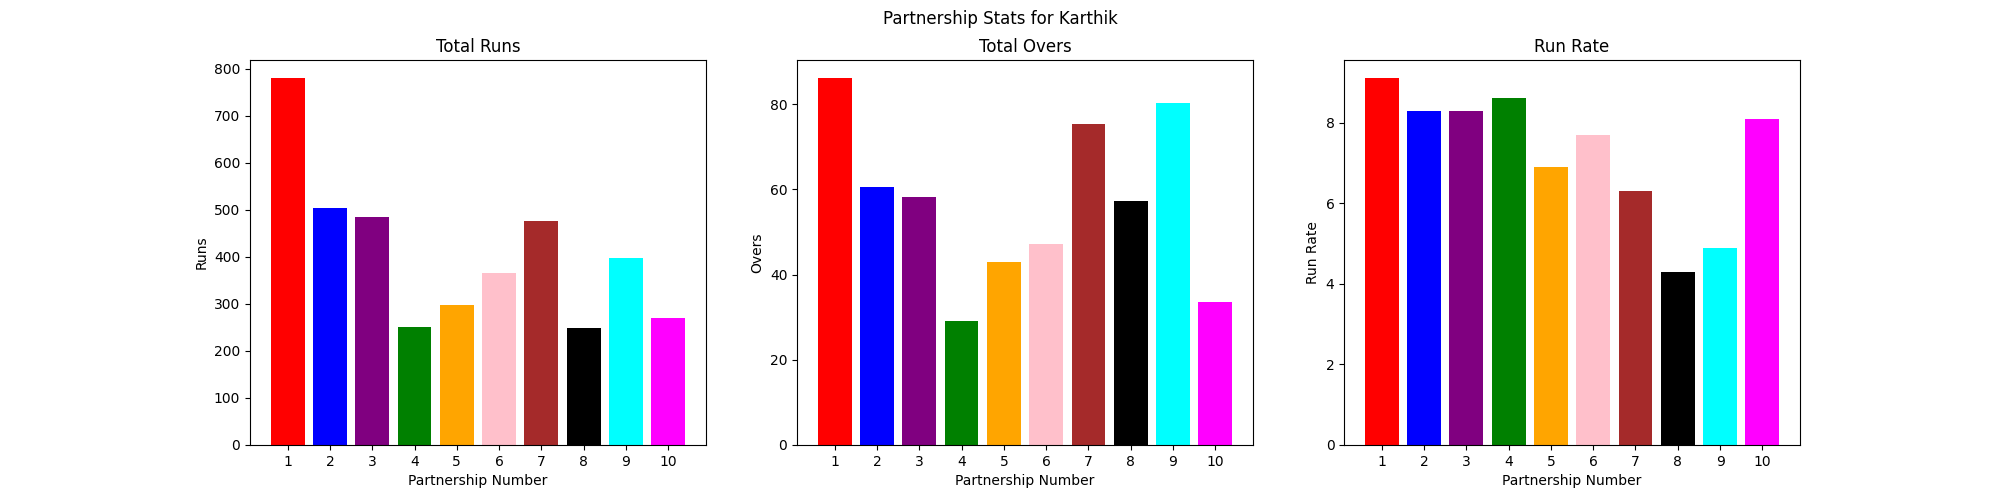 Partnership Stats for Karthik
Total Runs
800
700
600
500
400
300
200
100
0
Runs
1 2 3 4 5 6 7 8 9 10
Partnership Number
Total Overs
80
60
40
20
0
Overs
1 2 3 4 5 6 7 8 9 10
Partnership Number
Run Rate
8
6
4
2
0
Run Rate
1 2 3 4 5 6 7 8 9 10
Partnership Number